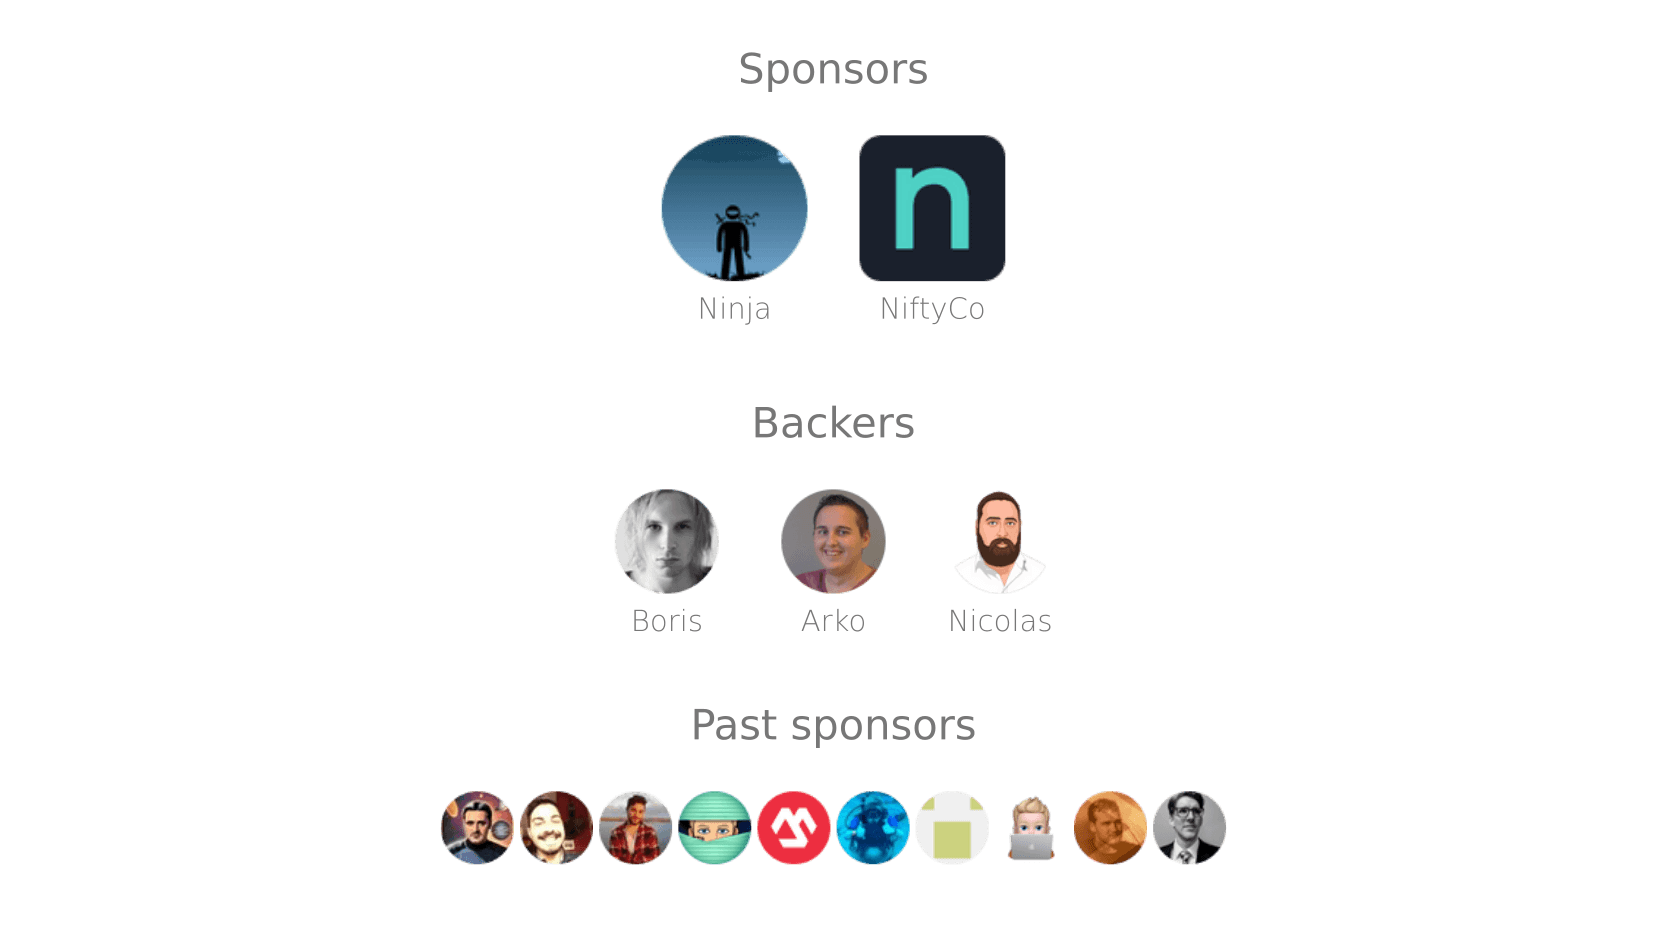 Sponsors
n
Ninja NiftyCo
Backers
Boris Arko Nicolas
Past sponsors